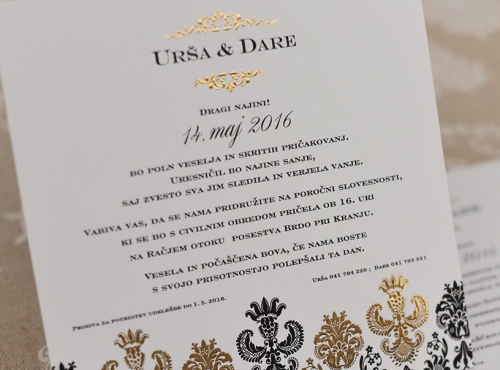 URŠA & DARE
DRAGI NAJINI!
14. maj 2016
BO POLN VESELJA IN SKRITIH PRIČAKOVANJ.
URESNIČIL BO NAJINE SANJE,
SAJ ZVESTO SVA JIM SLEDILA IN VERJELA VANJE.
VABIVA VAS, DA SE NAMA PRIDRUŽITE NA POROČNI SLOVESNOSTI,
KI SE BO S CIVILNIM OBREDOM PRIČELA OB 16. URI
NA RAČJEM OTOKU POSESTVA BRDO PRI KRANJU.
VESELA IN POČAŠČENA BOVA, ČE NAMA BOSTE
S SVOJO PRISOTNOSTJO POLEPŠALI TA DAN.
URŠA 041 794 220 ; DARE 041 793 221
PROSIVA ZA POTRDITEV UDELEŽBE DO 1. 5. 2016.